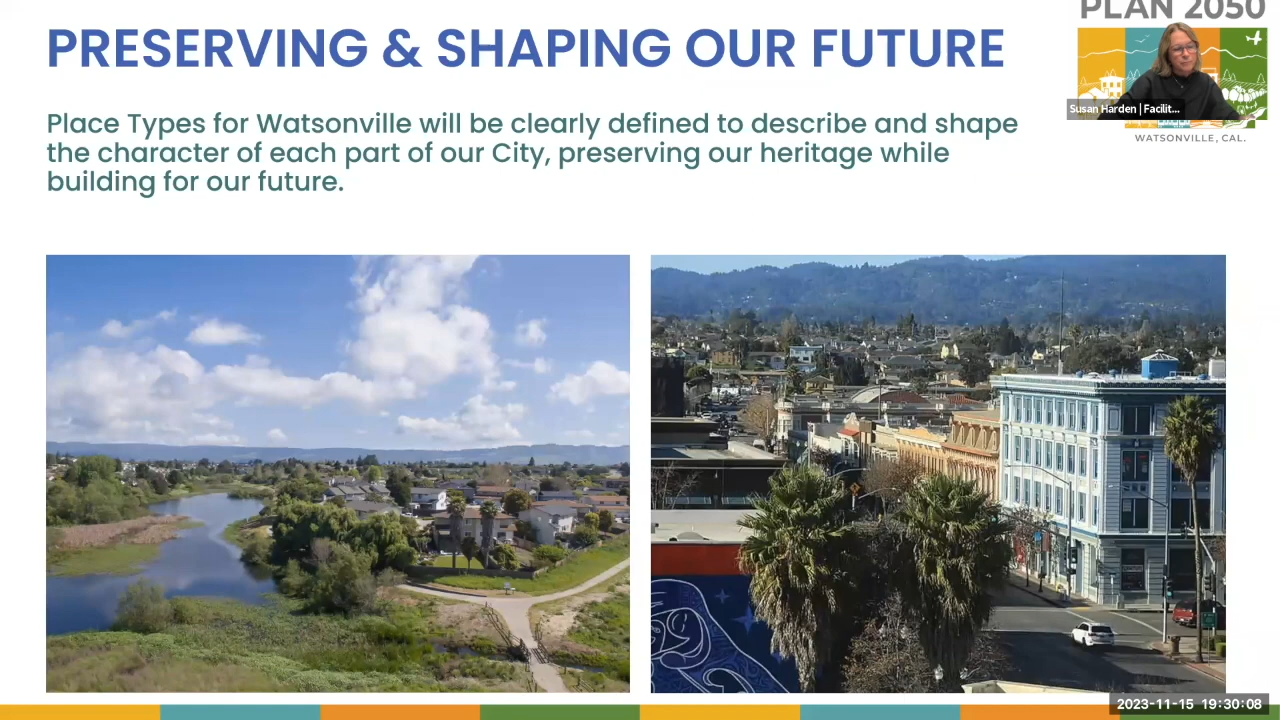 PLAN 2050
PRESERVING & SHAPING OUR FUTURE
Susan Harden | Facilit...
WATSONVILLE, CAL.
Place Types for Watsonville will be clearly defined to describe and shape
the character of each part of our City, preserving our heritage while
building for our future.
2023-11-15 19:30:08